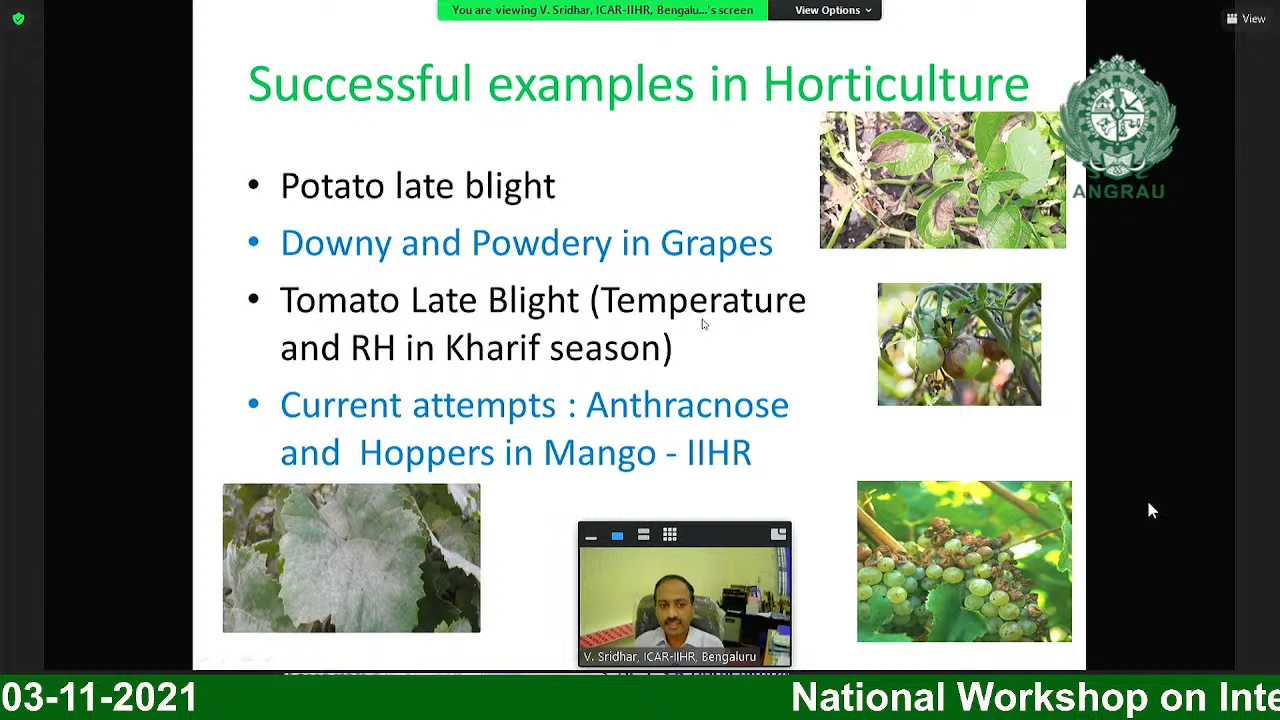 You are viewing V. Sridhar, ICAR-IIHR, Bengalu...'s screen
View Options
View
Successful examples in Horticulture
ANGRAU
• Potato late blight
• Downy and Powdery in Grapes
• Tomato Late Blight (Temperature
and RH in Kharif season)
• Current attempts : Anthracnose
and Hoppers in Mango - IIHR
V. Sridhar, ICAR-IIHR, Bengaluru
03-11-2021
National Workshop on Inte